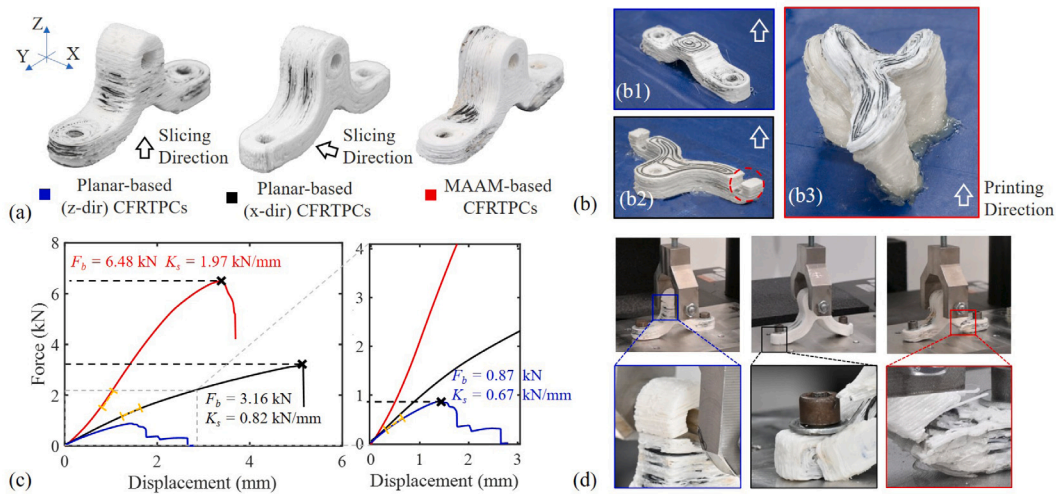 (a)
Z
Y
X
Slicing
Direction
Slicing
Direction
Planar-based
(z-dir) CFRTPCs
Planar-based
(x-dir) CFRTPCs
MAAM-based
CFRTPCs
(b)
(b1)
(b2)
(b3)
Printing
Direction
(c)
Force (kN)
8
6
4
2
0
0
2
4
6
Displacement (mm)
F_b = 6.48 kN K_s = 1.97 kN/mm
F_b = 3.16 kN
K_s = 0.82 kN/mm
4
3
2
1
0
0
1
2
3
Displacement (mm)
F_b = 0.87 kN
K_s = 0.67 kN/mm
(d)